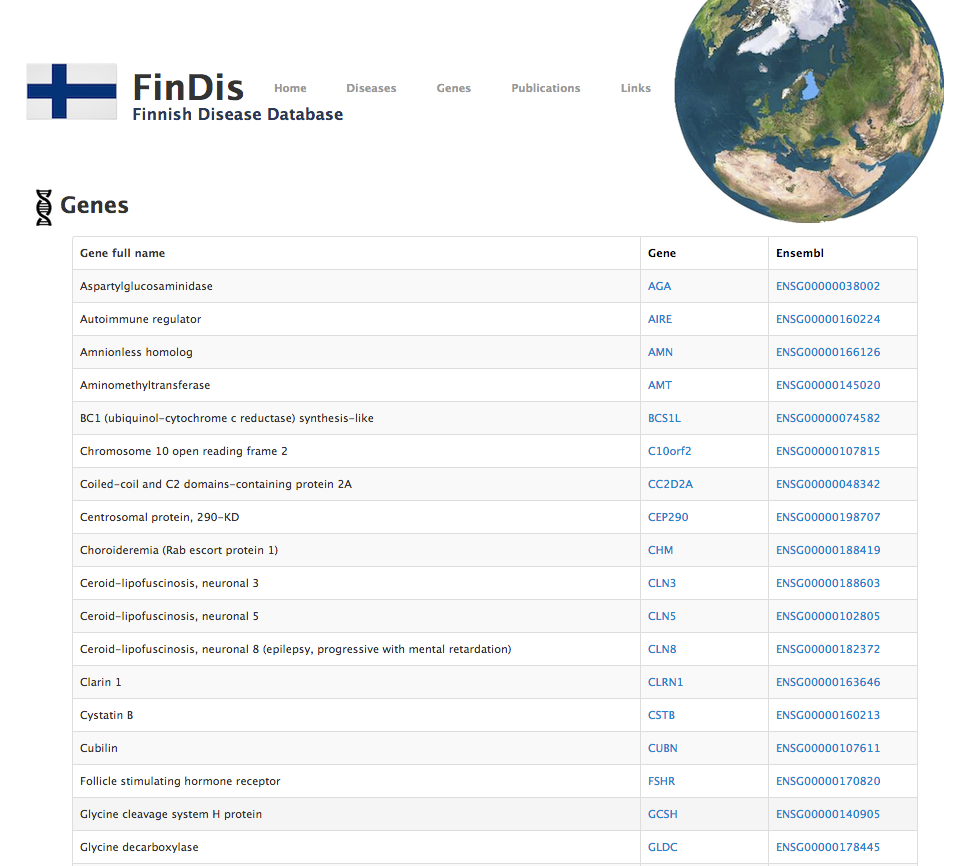 FinDis
Home Diseases Genes Publications Links
Finnish Disease Database
Genes
Gene full name Gene Ensembl
Aspartylglucosaminidase AGA ENSG00000038002
Autoimmune regulator AIRE ENSG00000160224
Amnionless homolog AMN ENSG00000166126
Aminomethyltransferase AMT ENSG00000145020
BC1 (ubiquinol-cytochrome c reductase) synthesis-like BCS1L ENSG00000074582
Chromosome 10 open reading frame 2 C10orf2 ENSG00000107815
Coiled-coil and C2 domains-containing protein 2A CC2D2A ENSG00000048342
Centrosomal protein, 290-KD CEP290 ENSG00000198707
Choroideremia (Rab escort protein 1) CHM ENSG00000188419
Ceroid-lipofuscinosis, neuronal 3 CLN3 ENSG00000188603
Ceroid-lipofuscinosis, neuronal 5 CLN5 ENSG00000102805
Ceroid-lipofuscinosis, neuronal 8 (epilepsy, progressive with mental retardation) CLN8 ENSG00000182372
Clarin 1 CLRN1 ENSG00000163646
Cystatin B CSTB ENSG00000160213
Cubilin CUBN ENSG00000107611
Follicle stimulating hormone receptor FSHR ENSG00000170820
Glycine cleavage system H protein GCSH ENSG00000140905
Glycine decarboxylase GLDC ENSG00000178445